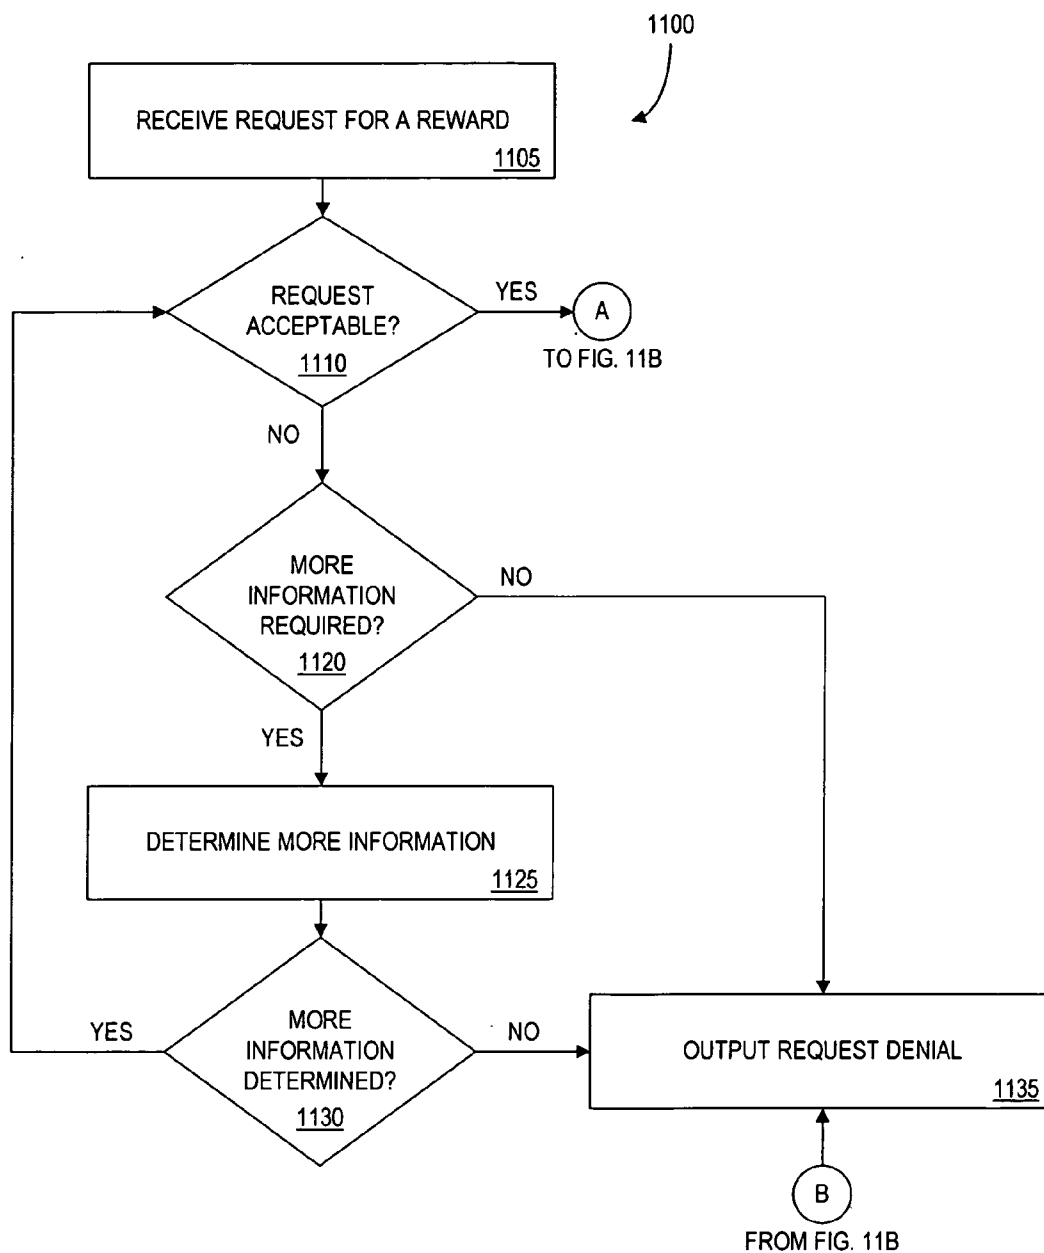 1100
RECEIVE REQUEST FOR A REWARD
1105
REQUEST
ACCEPTABLE?
1110
YES
A
TO FIG. 11B
NO
MORE
INFORMATION
REQUIRED?
1120
NO
YES
DETERMINE MORE INFORMATION
1125
YES
MORE
INFORMATION
DETERMINED?
1130
NO
OUTPUT REQUEST DENIAL
1135
B
FROM FIG. 11B